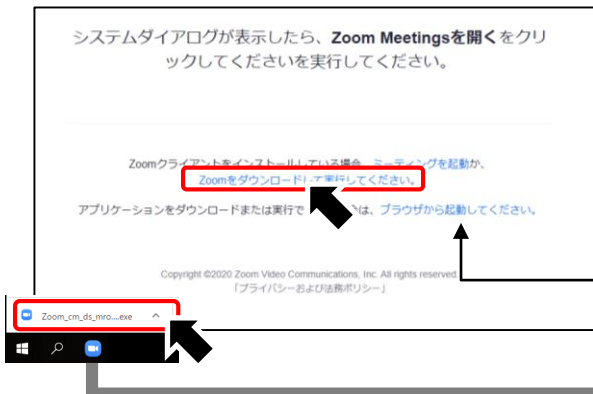 システムダイアログが表示したら、Zoom Meetingsを開くをクリ
ックしてくださいを実行してください。
Zoomクライアントをインストールしている場合、ミーティングを起動か、
Zoomをダウンロードして実行してください。
アプリケーションをダウンロードまたは実行で は、ブラウザから起動してください。
Copyright ©2020 Zoom Video Communications, Inc. All rights reserved.
「プライバシーおよび法務ポリシー」
Zoom_cm_ds_mro....exe